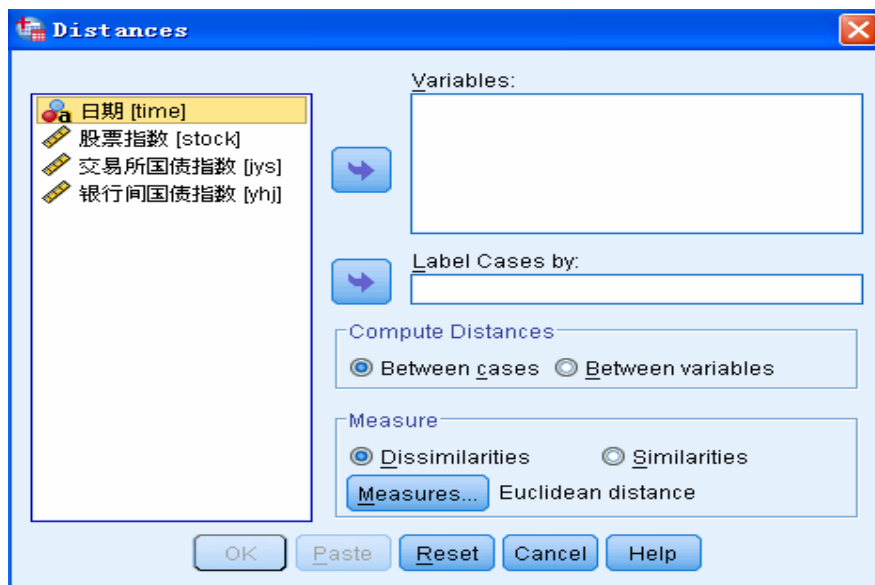 Distances
日期 [time]
股票指数 [stock]
交易所国债指数 [jys]
银行间国债指数 [yhj]
Variables:
Label Cases by:
Compute Distances
Between cases
Between variables
Measure
Dissimilarities
Similarities
Measures...
Euclidean distance
OK
Paste
Reset
Cancel
Help